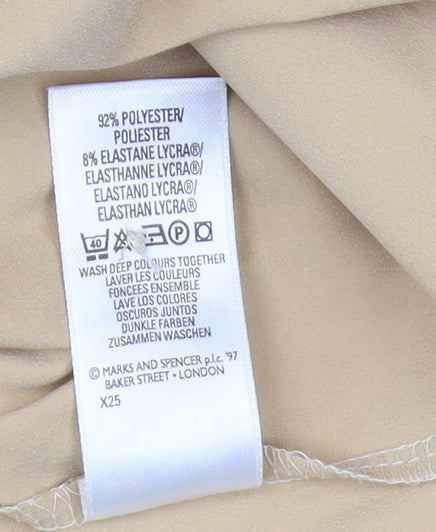 92% POLYESTER/
POLIESTER
8% ELASTANE LYCRA®/
ELASTHANNE LYCRA®/
ELASTANO LYCRA®/
ELASTHAN LYCRA®
40 P
WASH DEEP COLOURS TOGETHER
LAVER LES COULEURS
FONCEES ENSEMBLE
LAVE LOS COLORES
OSCUROS JUNTOS
DUNKLE FARBEN
ZUSAMMEN WASCHEN
© MARKS AND SPENCER p.l.c. '97
BAKER STREET • LONDON
X25